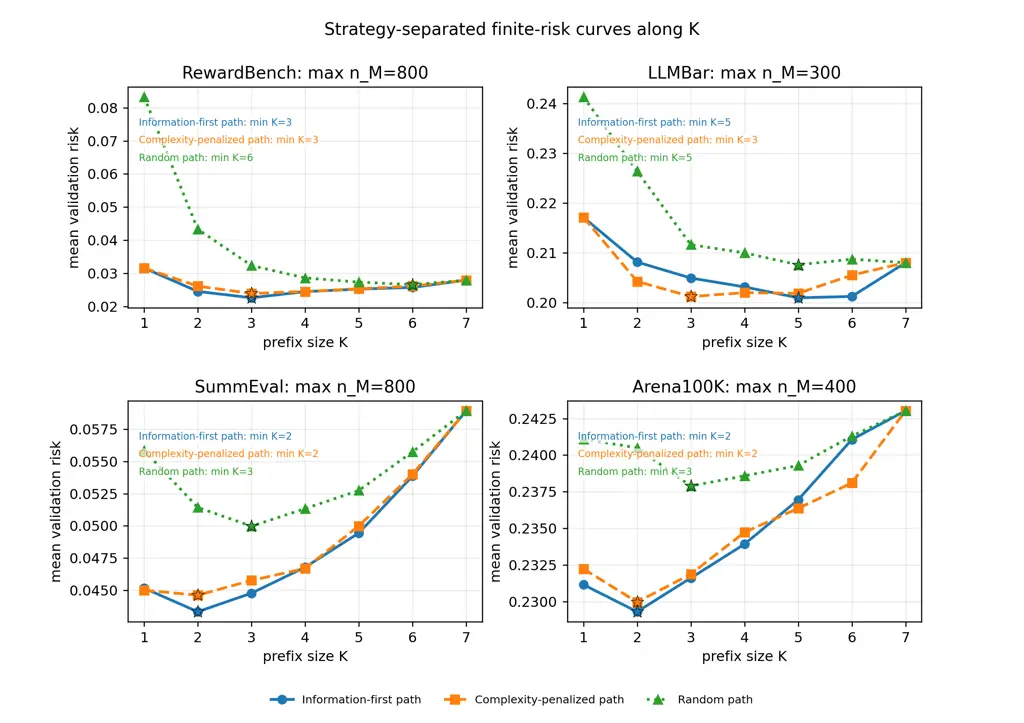 Strategy-separated finite-risk curves along K
RewardBench: max n_M=800
mean validation risk
0.08
0.07
0.06
0.05
0.04
0.03
0.02
Information-first path: min K=3
Complexity-penalized path: min K=3
Random path: min K=6
1 2 3 4 5 6 7
prefix size K
LLMBar: max n_M=300
mean validation risk
0.24
0.23
0.22
0.21
0.20
Information-first path: min K=5
Complexity-penalized path: min K=3
Random path: min K=5
1 2 3 4 5 6 7
prefix size K
SummEval: max n_M=800
mean validation risk
0.0575
0.0550
0.0525
0.0500
0.0475
0.0450
Information-first path: min K=2
Complexity-penalized path: min K=2
Random path: min K=3
1 2 3 4 5 6 7
prefix size K
Arena100K: max n_M=400
mean validation risk
0.2425
0.2400
0.2375
0.2350
0.2325
0.2300
Information-first path: min K=2
Complexity-penalized path: min K=2
Random path: min K=3
1 2 3 4 5 6 7
prefix size K
Information-first path Complexity-penalized path Random path